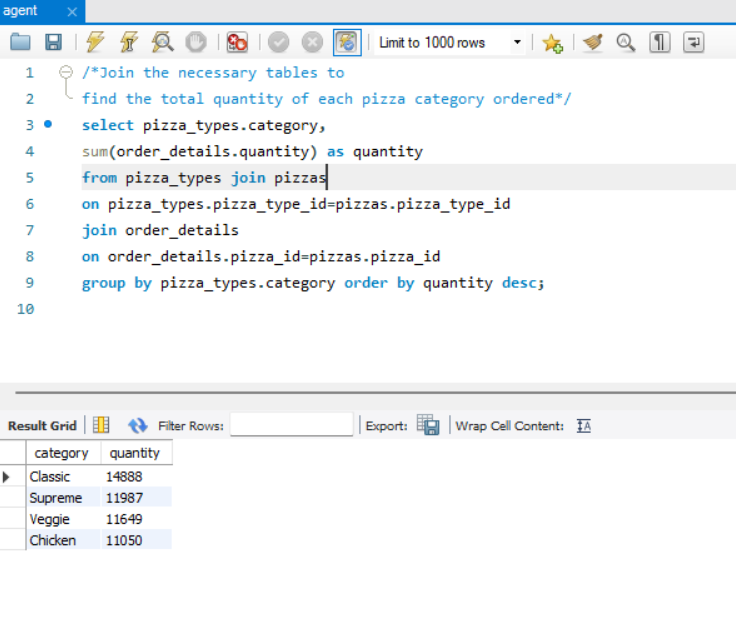 agent
Limit to 1000 rows
1 /*Join the necessary tables to
2 find the total quantity of each pizza category ordered*/
3 select pizza_types.category,
4 sum(order_details.quantity) as quantity
5 from pizza_types join pizzas
6 on pizza_types.pizza_type_id=pizzas.pizza_type_id
7 join order_details
8 on order_details.pizza_id=pizzas.pizza_id
9 group by pizza_types.category order by quantity desc;
10
Result Grid Filter Rows: Export: Wrap Cell Content: IA
category quantity
Classic 14888
Supreme 11987
Veggie 11649
Chicken 11050